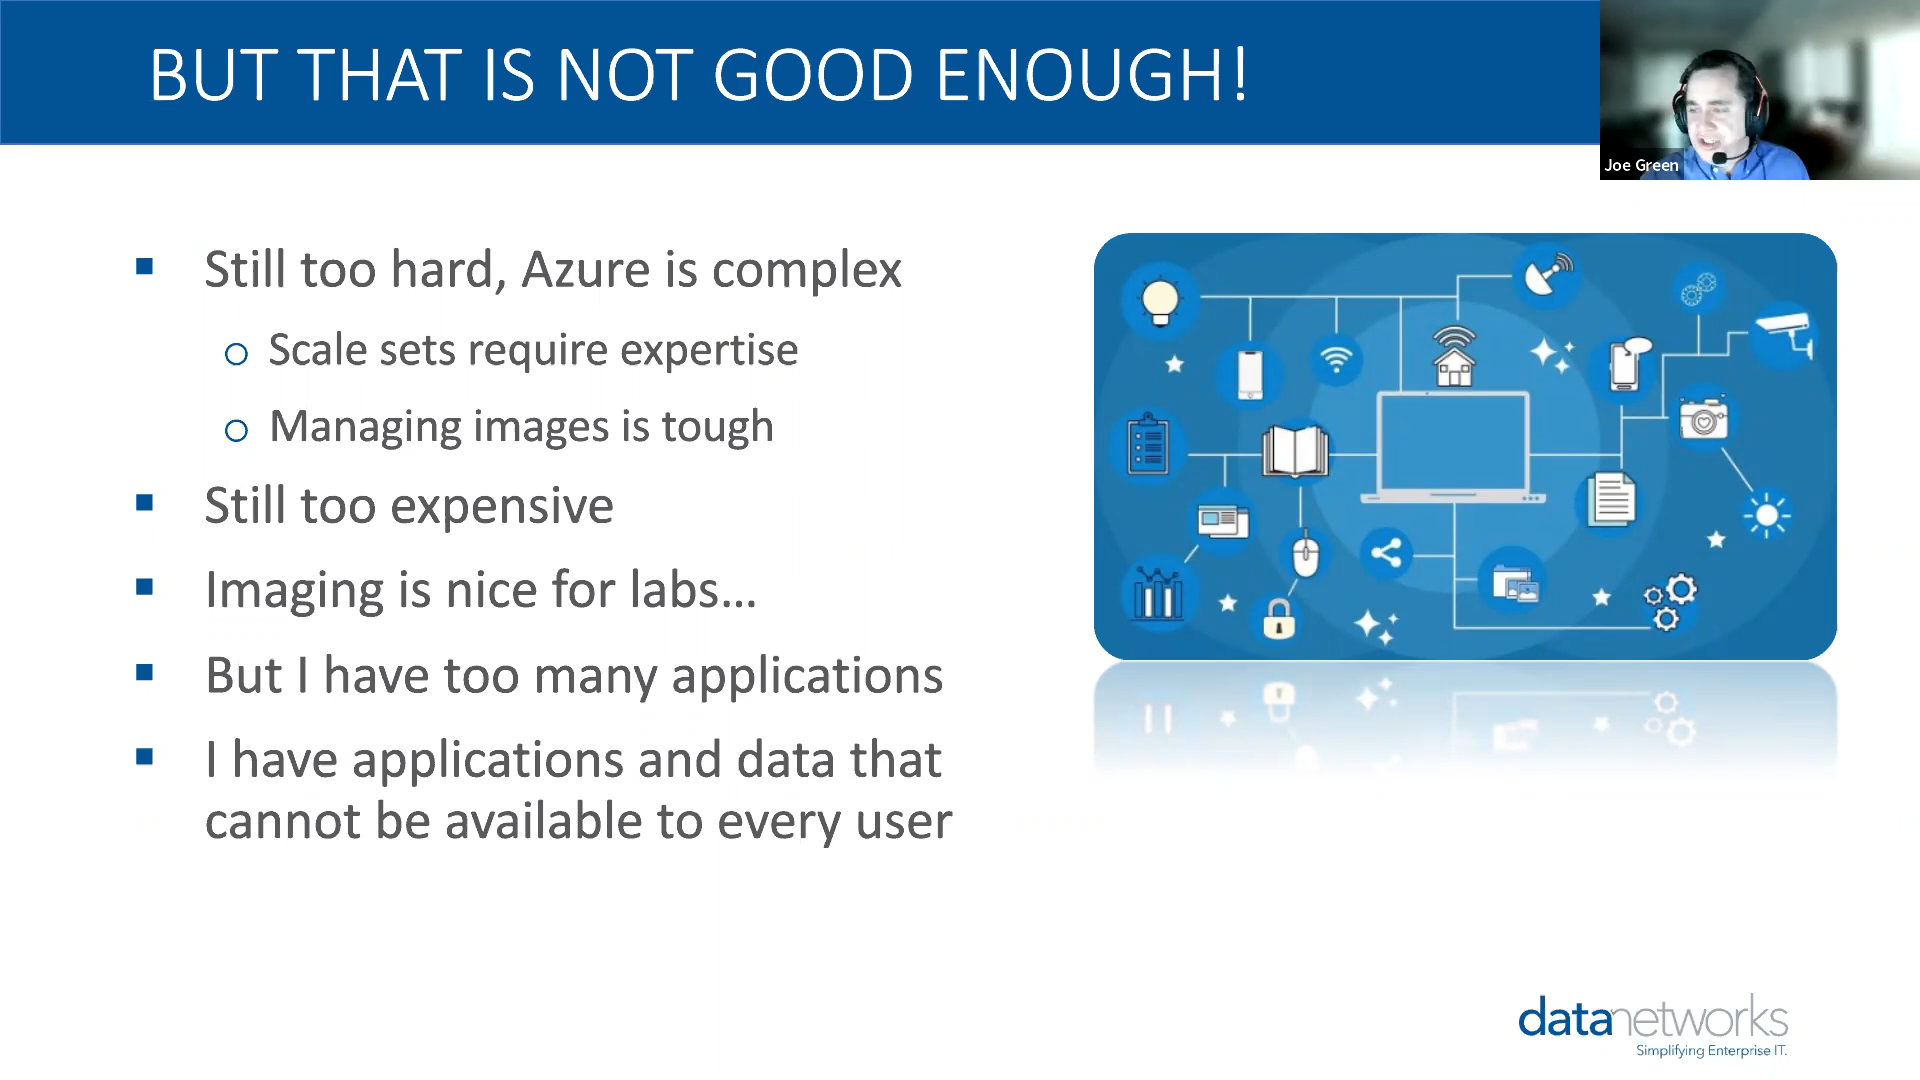 BUT THAT IS NOT GOOD ENOUGH!
Joe Green
Still too hard, Azure is complex
Scale sets require expertise
Managing images is tough
Still too expensive
Imaging is nice for labs...
But I have too many applications
I have applications and data that
cannot be available to every user
datanetworks
Simplifying Enterprise IT.